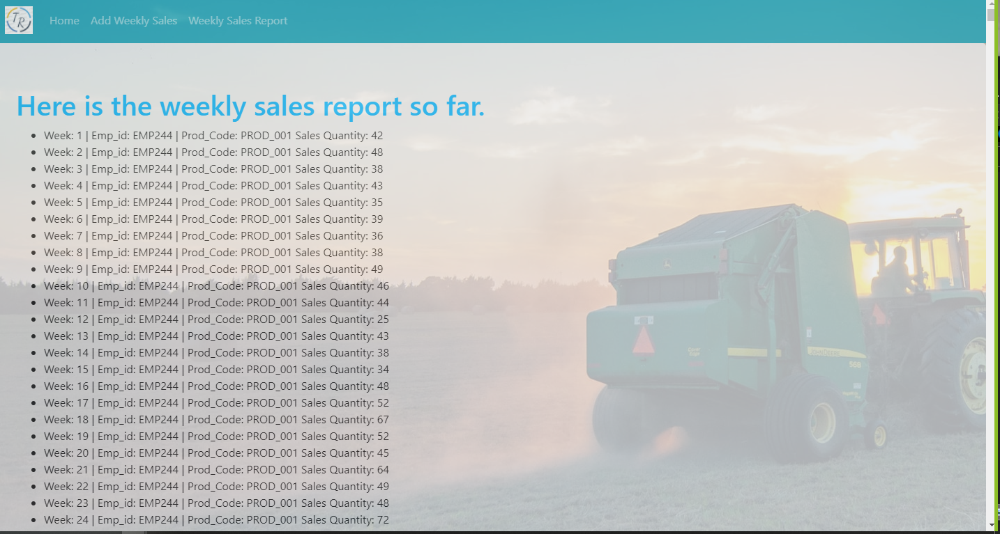 TR
Home Add Weekly Sales Weekly Sales Report
Here is the weekly sales report so far.
Week: 1 | Emp_id: EMP244 | Prod_Code: PROD_001 Sales Quantity: 42
Week: 2 | Emp_id: EMP244 | Prod_Code: PROD_001 Sales Quantity: 48
Week: 3 | Emp_id: EMP244 | Prod_Code: PROD_001 Sales Quantity: 38
Week: 4 | Emp_id: EMP244 | Prod_Code: PROD_001 Sales Quantity: 43
Week: 5 | Emp_id: EMP244 | Prod_Code: PROD_001 Sales Quantity: 35
Week: 6 | Emp_id: EMP244 | Prod_Code: PROD_001 Sales Quantity: 39
Week: 7 | Emp_id: EMP244 | Prod_Code: PROD_001 Sales Quantity: 36
Week: 8 | Emp_id: EMP244 | Prod_Code: PROD_001 Sales Quantity: 38
Week: 9 | Emp_id: EMP244 | Prod_Code: PROD_001 Sales Quantity: 49
Week: 10 | Emp_id: EMP244 | Prod_Code: PROD_001 Sales Quantity: 46
Week: 11 | Emp_id: EMP244 | Prod_Code: PROD_001 Sales Quantity: 44
Week: 12 | Emp_id: EMP244 | Prod_Code: PROD_001 Sales Quantity: 25
Week: 13 | Emp_id: EMP244 | Prod_Code: PROD_001 Sales Quantity: 43
Week: 14 | Emp_id: EMP244 | Prod_Code: PROD_001 Sales Quantity: 38
Week: 15 | Emp_id: EMP244 | Prod_Code: PROD_001 Sales Quantity: 34
Week: 16 | Emp_id: EMP244 | Prod_Code: PROD_001 Sales Quantity: 48
Week: 17 | Emp_id: EMP244 | Prod_Code: PROD_001 Sales Quantity: 52
Week: 18 | Emp_id: EMP244 | Prod_Code: PROD_001 Sales Quantity: 67
Week: 19 | Emp_id: EMP244 | Prod_Code: PROD_001 Sales Quantity: 52
Week: 20 | Emp_id: EMP244 | Prod_Code: PROD_001 Sales Quantity: 45
Week: 21 | Emp_id: EMP244 | Prod_Code: PROD_001 Sales Quantity: 64
Week: 22 | Emp_id: EMP244 | Prod_Code: PROD_001 Sales Quantity: 49
Week: 23 | Emp_id: EMP244 | Prod_Code: PROD_001 Sales Quantity: 48
Week: 24 | Emp_id: EMP244 | Prod_Code: PROD_001 Sales Quantity: 72
JOHN DEERE
568